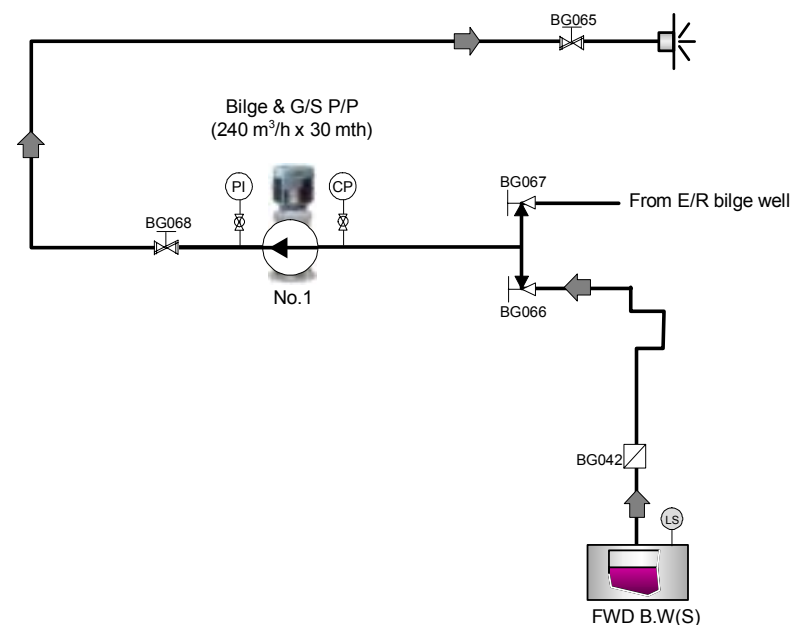 BG065
Bilge & G/S P/P
(240 m³/h x 30 mth)
PI
CP
BG067
From E/R bilge well
BG068
No.1
BG066
BG042
LS
FWD B.W(S)